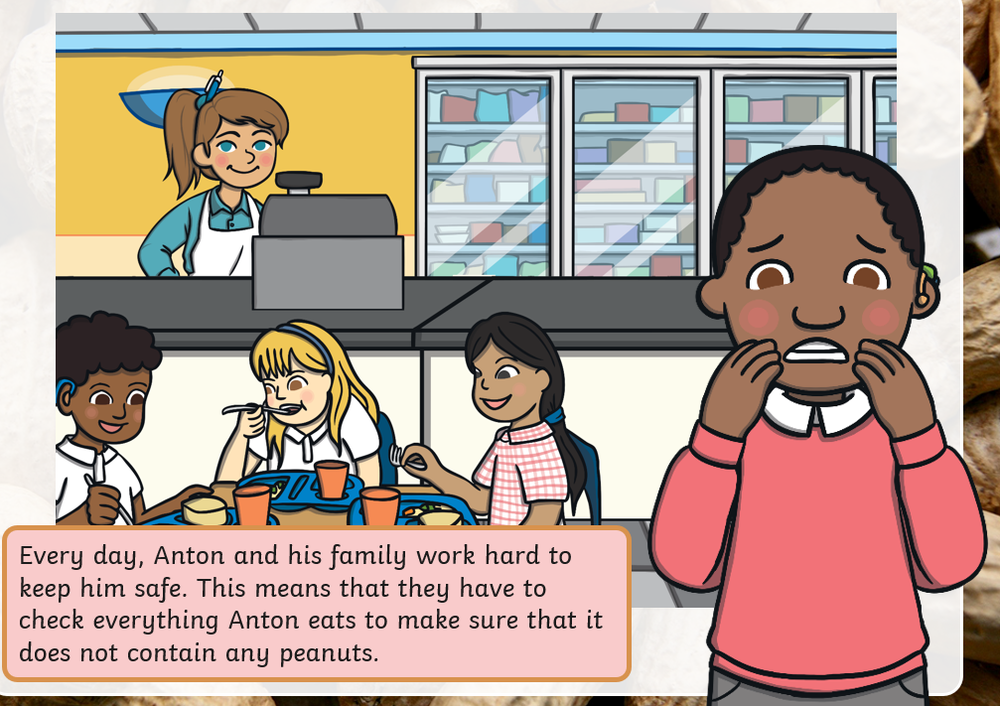 Every day, Anton and his family work hard to
keep him safe. This means that they have to
check everything Anton eats to make sure that it
does not contain any peanuts.